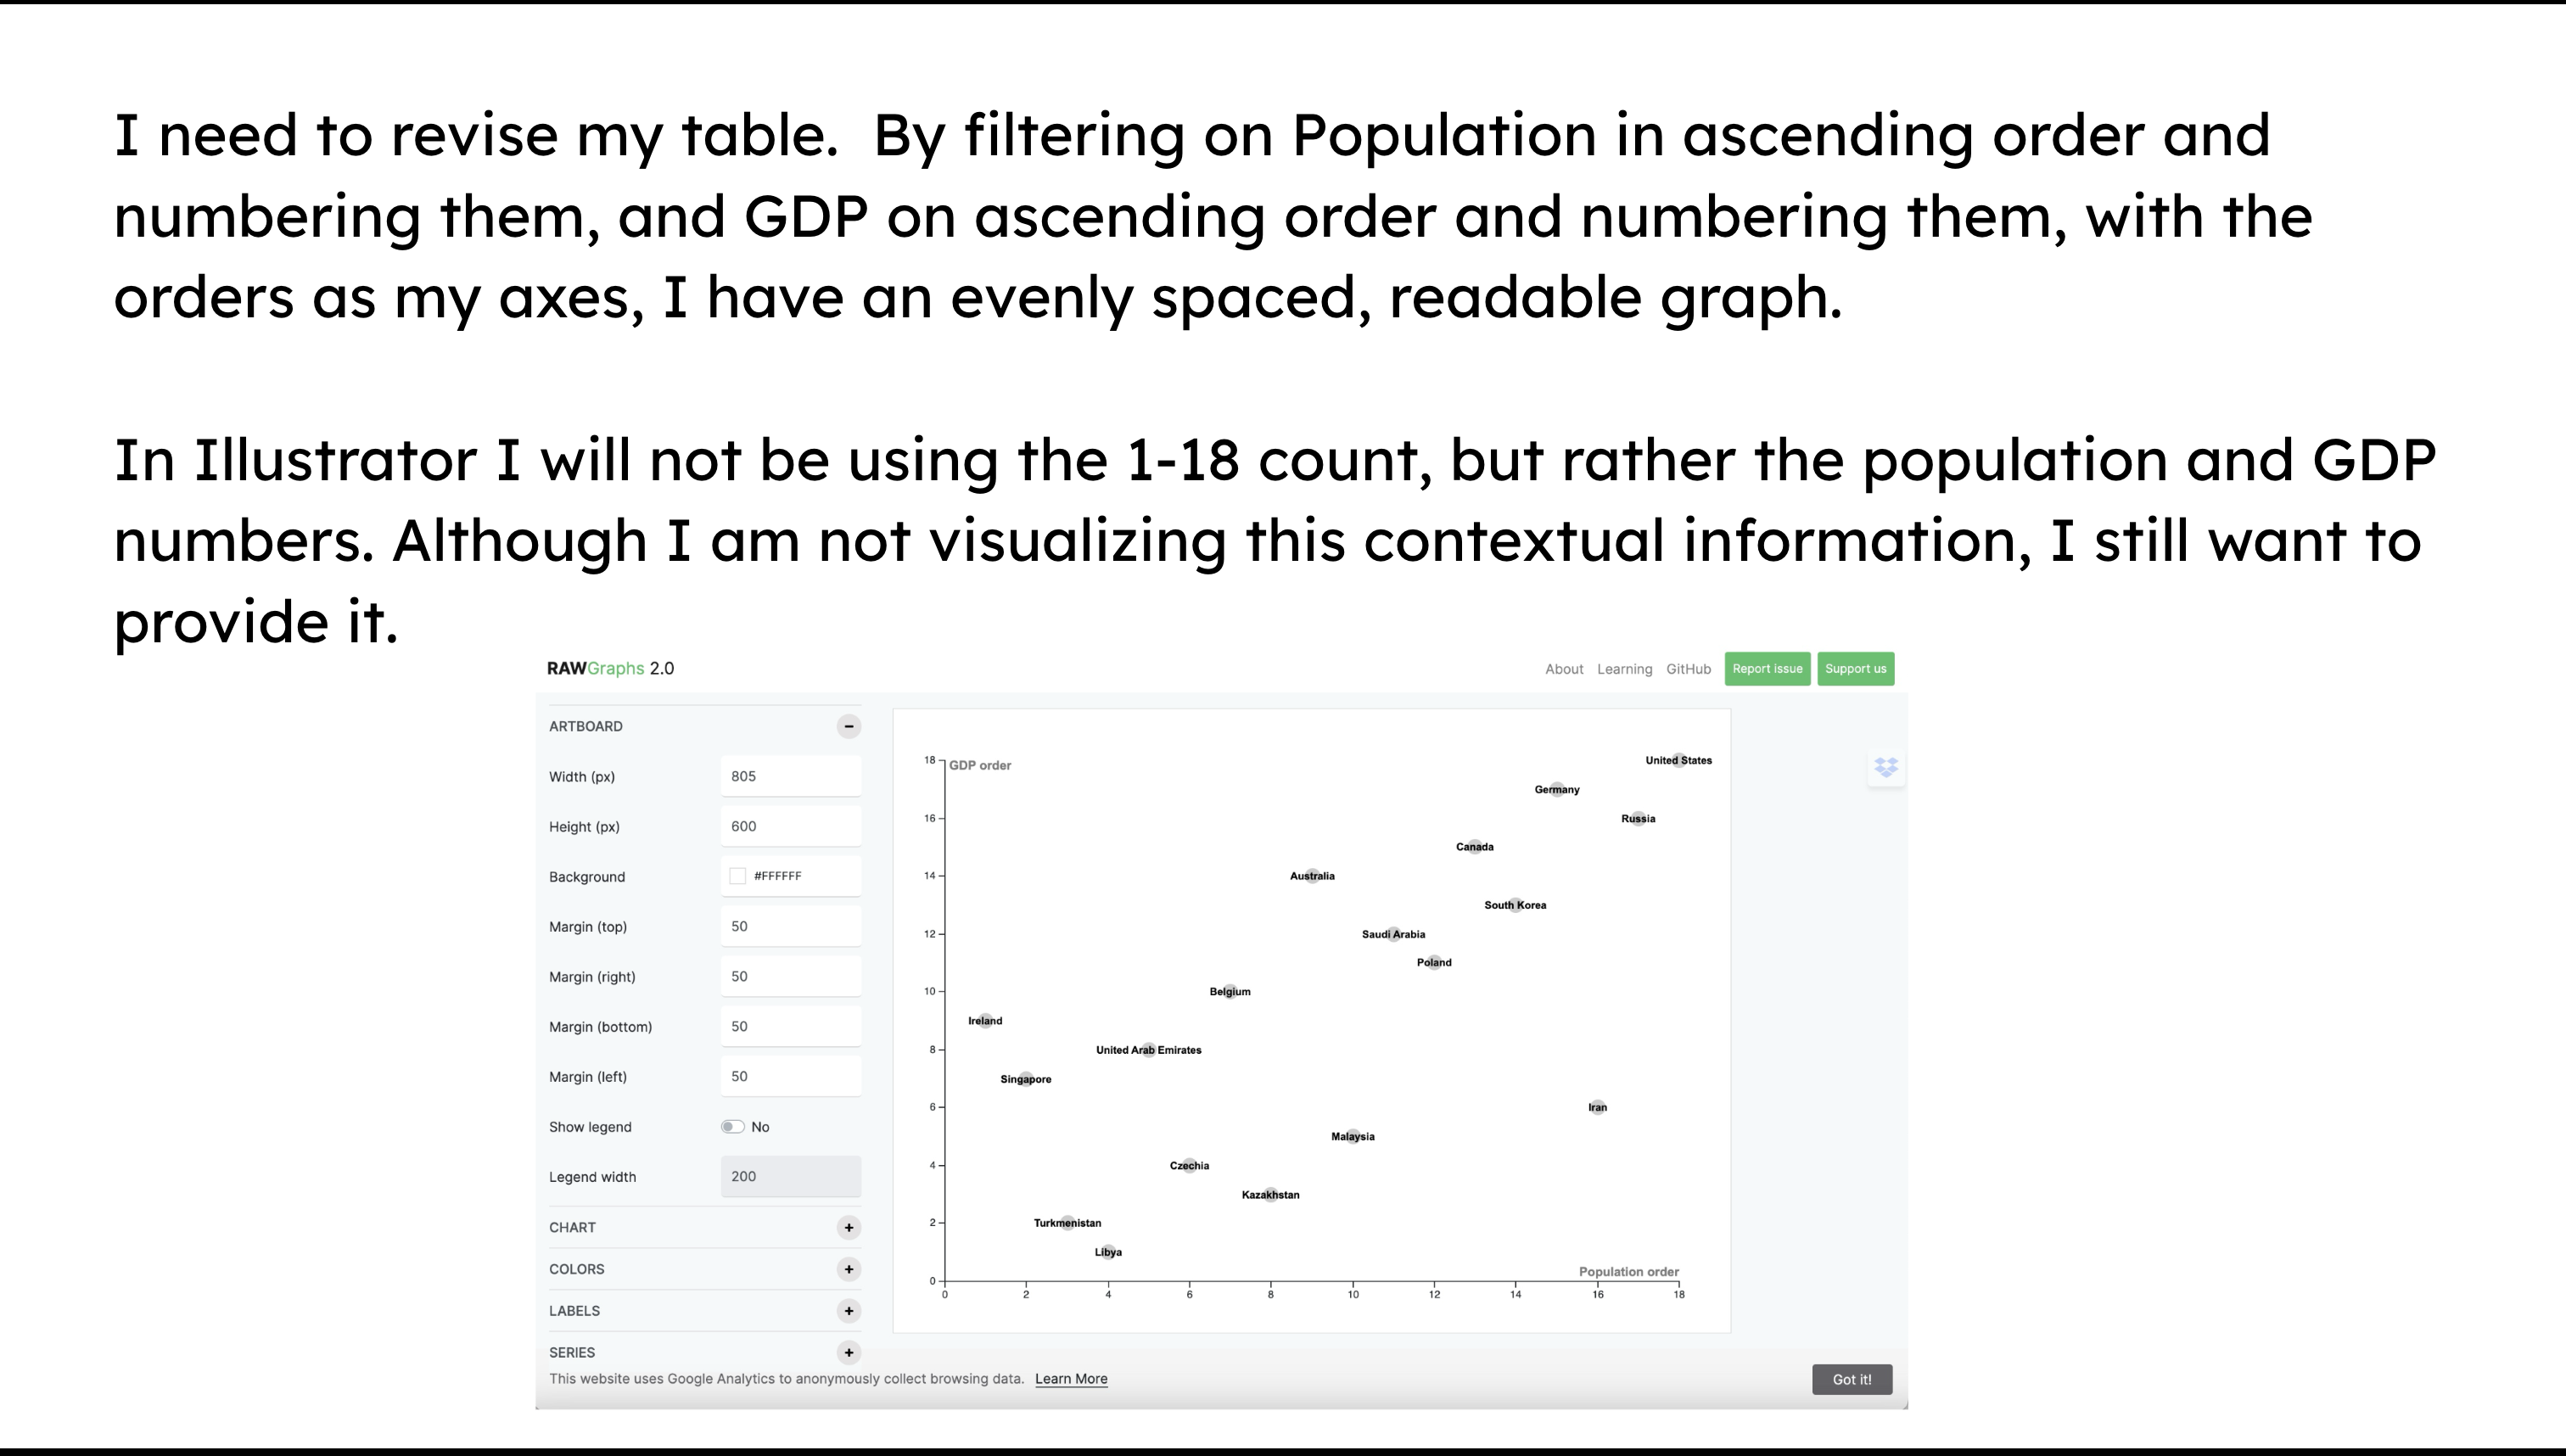 I need to revise my table.  By filtering on Population in ascending order and
numbering them, and GDP on ascending order and numbering them, with the
orders as my axes, I have an evenly spaced, readable graph.
In Illustrator I will not be using the 1-18 count, but rather the population and GDP
numbers. Although I am not visualizing this contextual information, I still want to
provide it.
RAWGraphs 2.0
About Learning GitHub Report issue Support us
ARTBOARD
Width (px) 805
Height (px) 600
Background #FFFFFF
Margin (top) 50
Margin (right) 50
Margin (bottom) 50
Margin (left) 50
Show legend No
Legend width 200
CHART
COLORS
LABELS
SERIES
18 GDP order
United States
Germany
16
Russia
Canada
14
Australia
South Korea
12
Saudi Arabia
Poland
10
Belgium
Ireland
8
United Arab Emirates
Singapore
6
Iran
Malaysia
4
Czechia
Kazakhstan
2
Turkmenistan
Libya
Population order
0
0 2 4 6 8 10 12 14 16 18
This website uses Google Analytics to anonymously collect browsing data. Learn More
Got it!